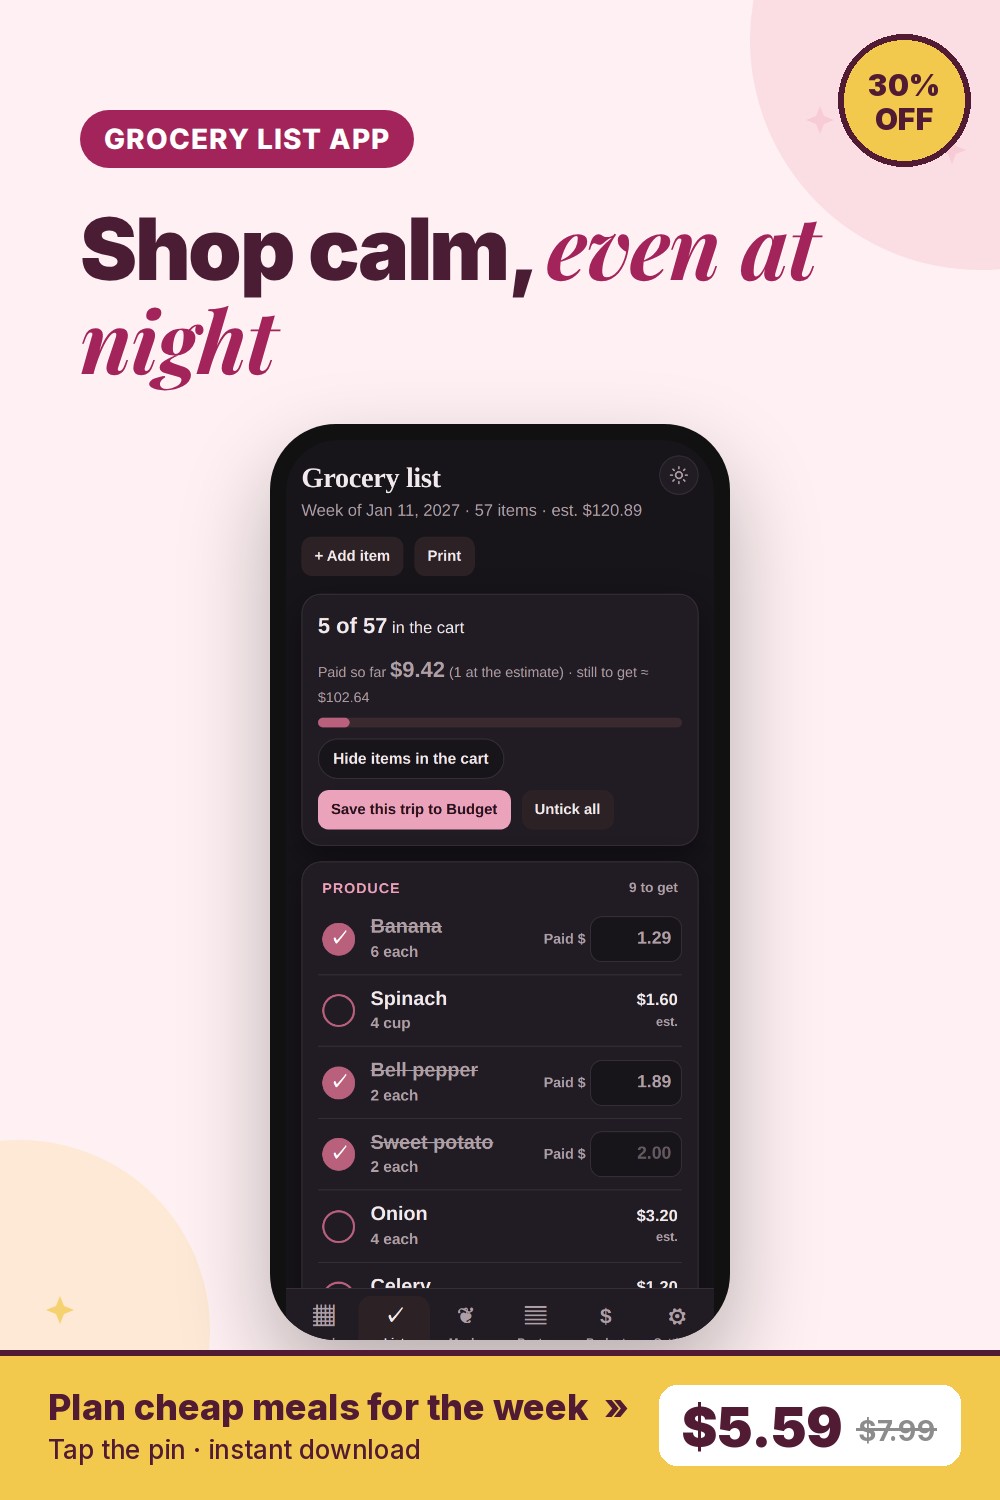 30%
OFF
GROCERY LIST APP
Shop calm, even at
night
Grocery list
Week of Jan 11, 2027 · 57 items · est. $120.89
+ Add item Print
5 of 57 in the cart
Paid so far $9.42 (1 at the estimate) · still to get ≈
$102.64
Hide items in the cart
Save this trip to Budget Untick all
PRODUCE 9 to get
Banana Paid $ 1.29
6 each
Spinach $1.60
4 cup est.
Bell pepper Paid $ 1.89
2 each
Sweet potato Paid $ 2.00
2 each
Onion $3.20
4 each est.
Celery $1.20
$
Plan cheap meals for the week »
Tap the pin · instant download
$5.59 $7.99